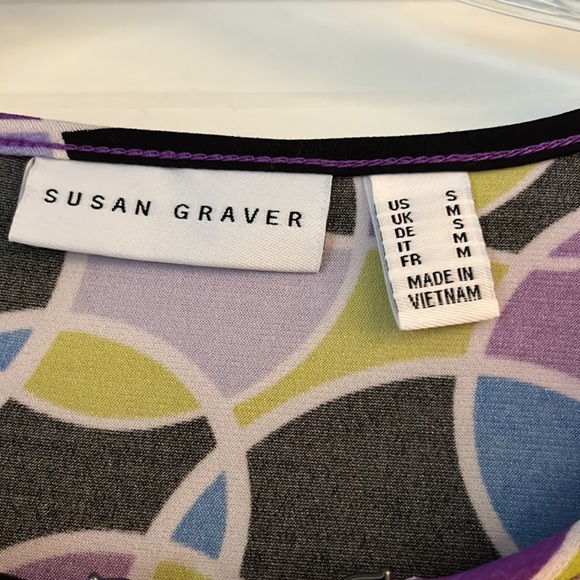 SUSAN GRAVER
US S
UK M
DE S
IT M
FR M
MADE IN
VIETNAM